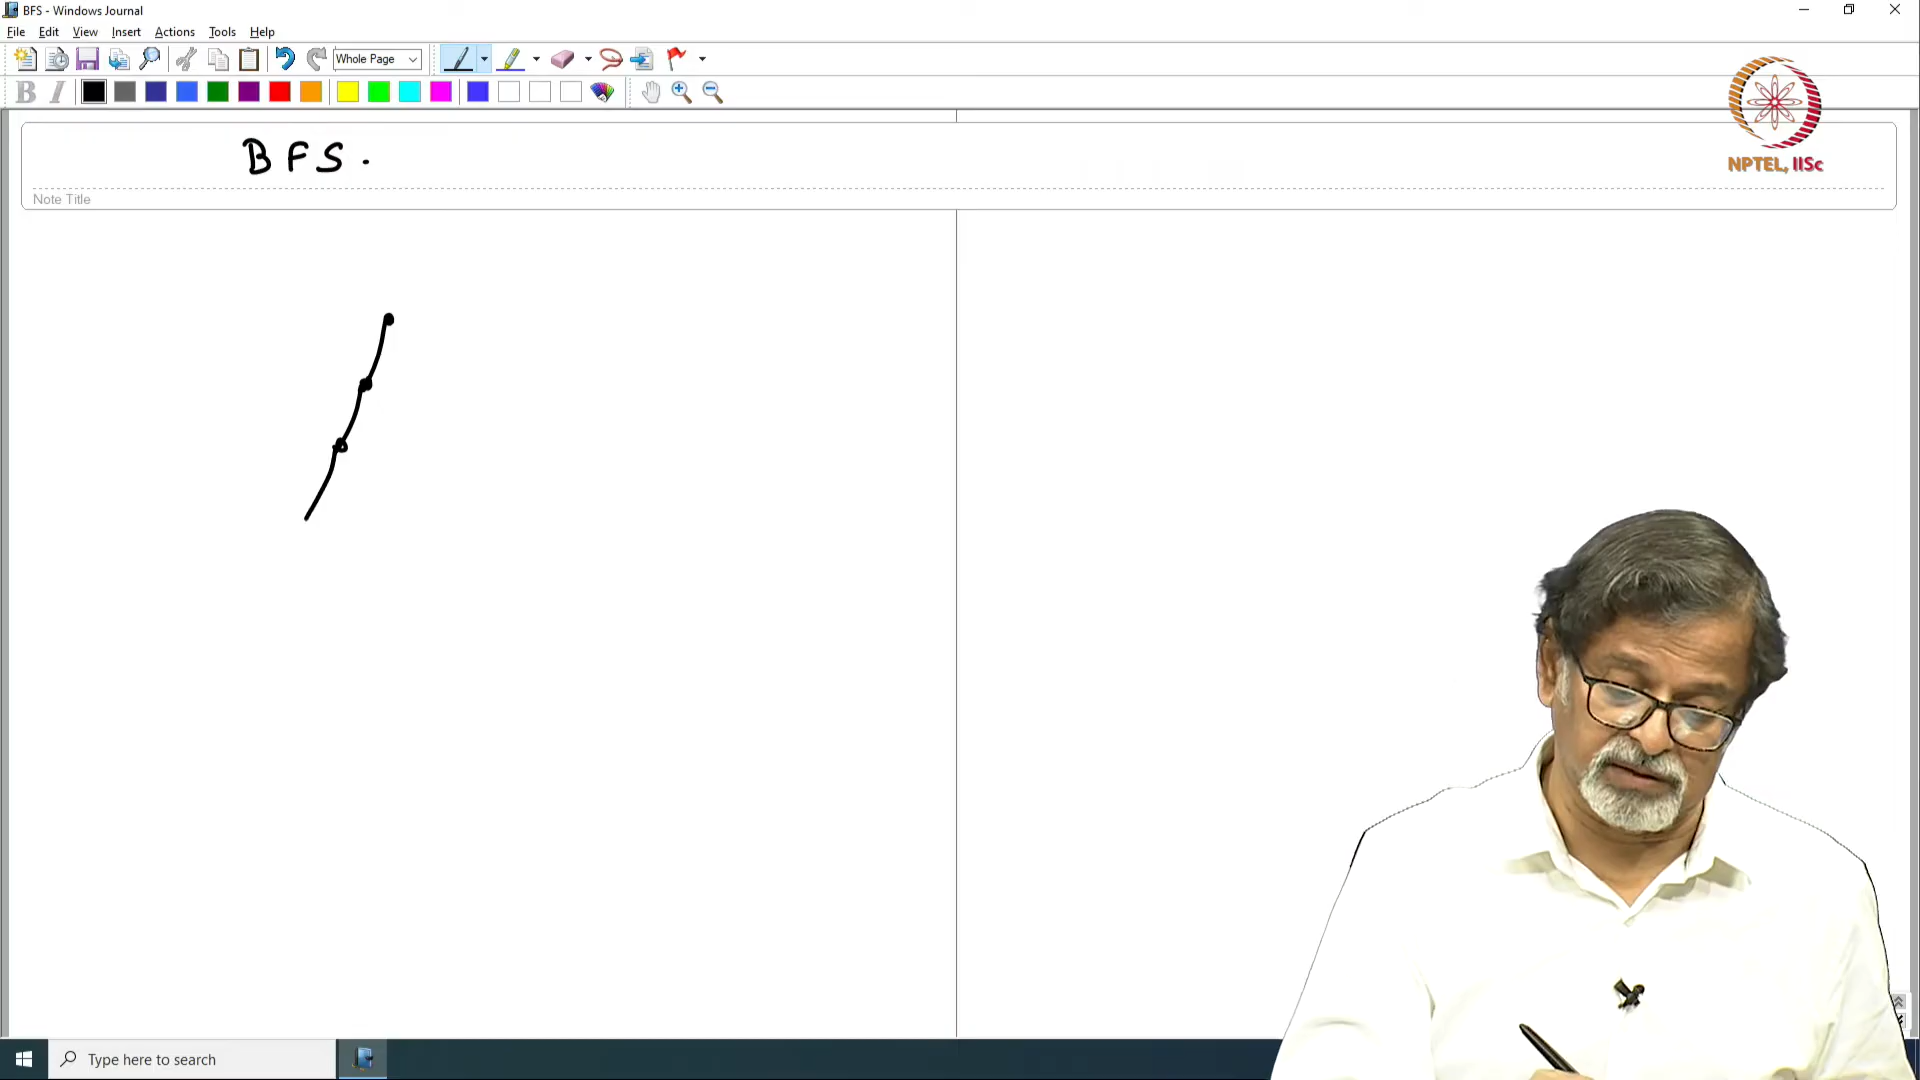 BFS - Windows Journal
File Edit View Insert Actions Tools Help
Whole Page
B I
BFS.
Note Title
NPTEL, IISc
Type here to search